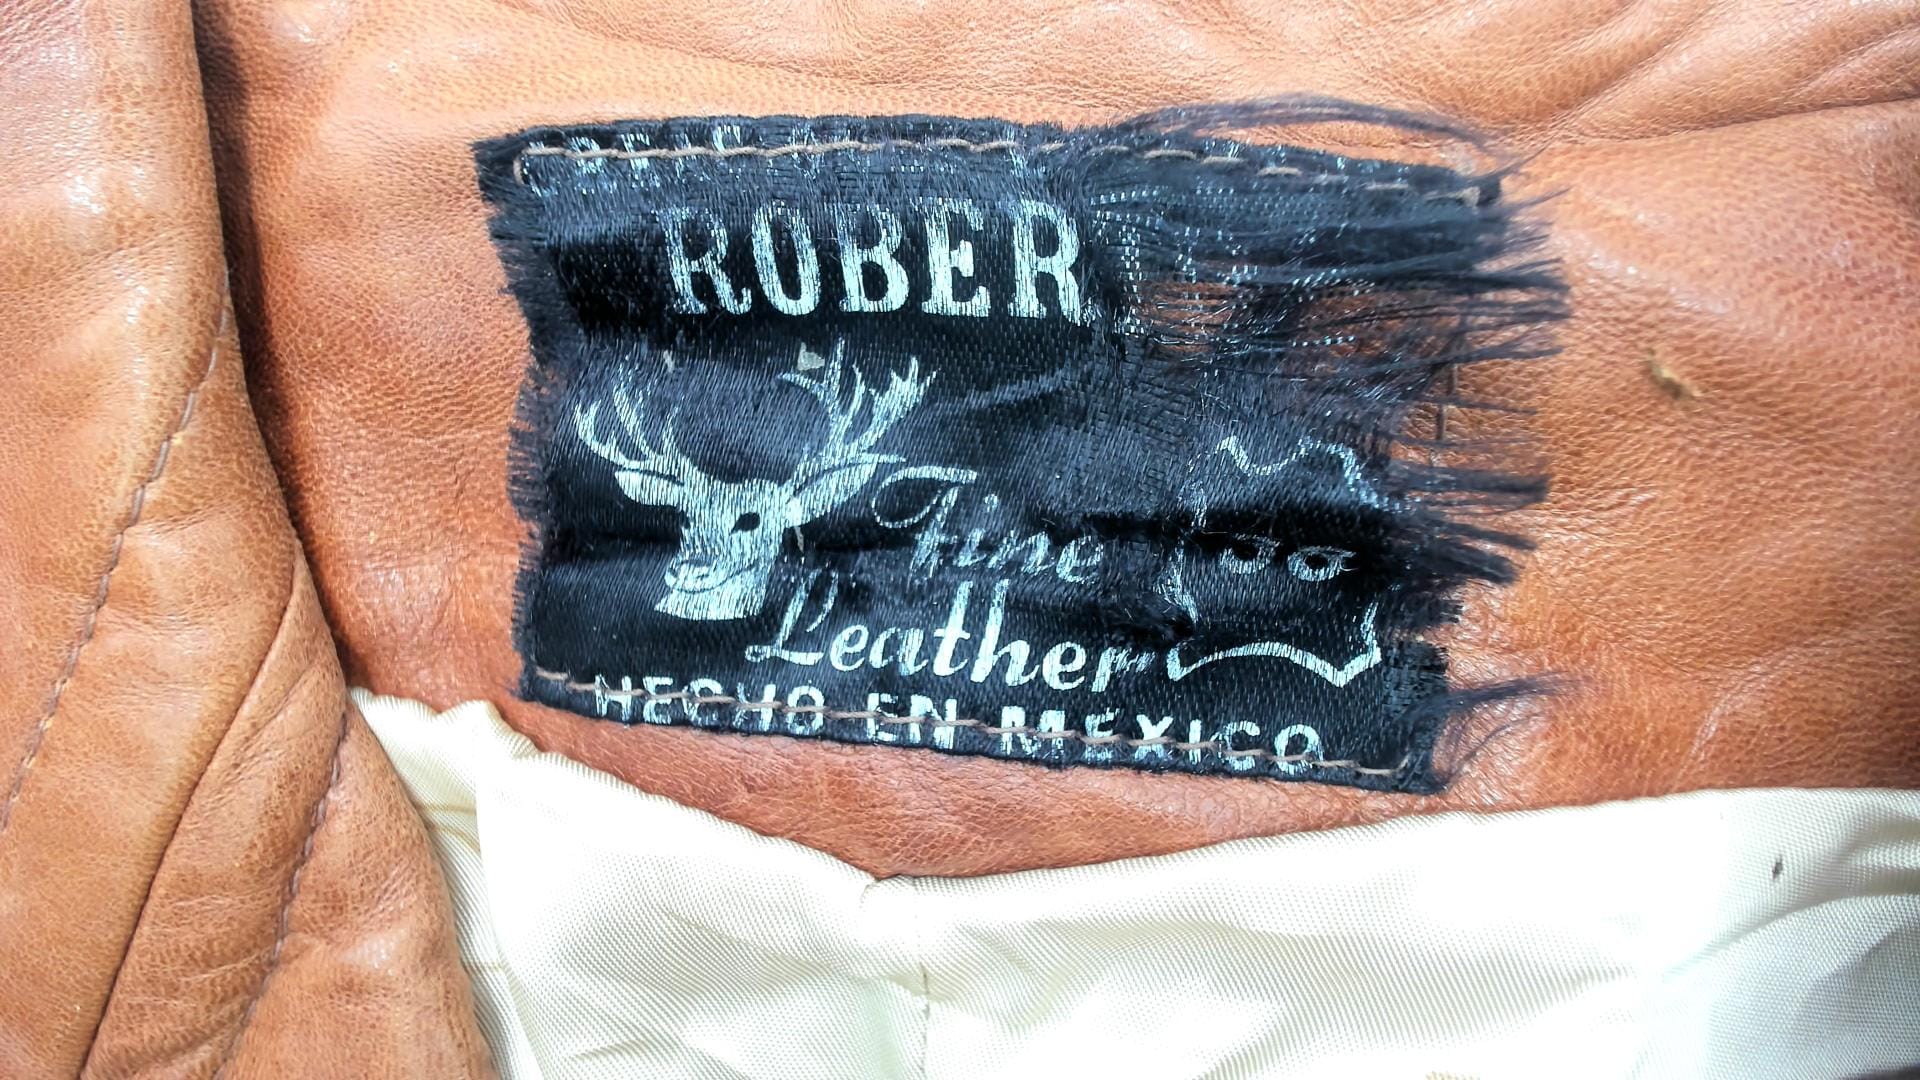 ROBER
Fine
Leather
HECHO EN MEXICO